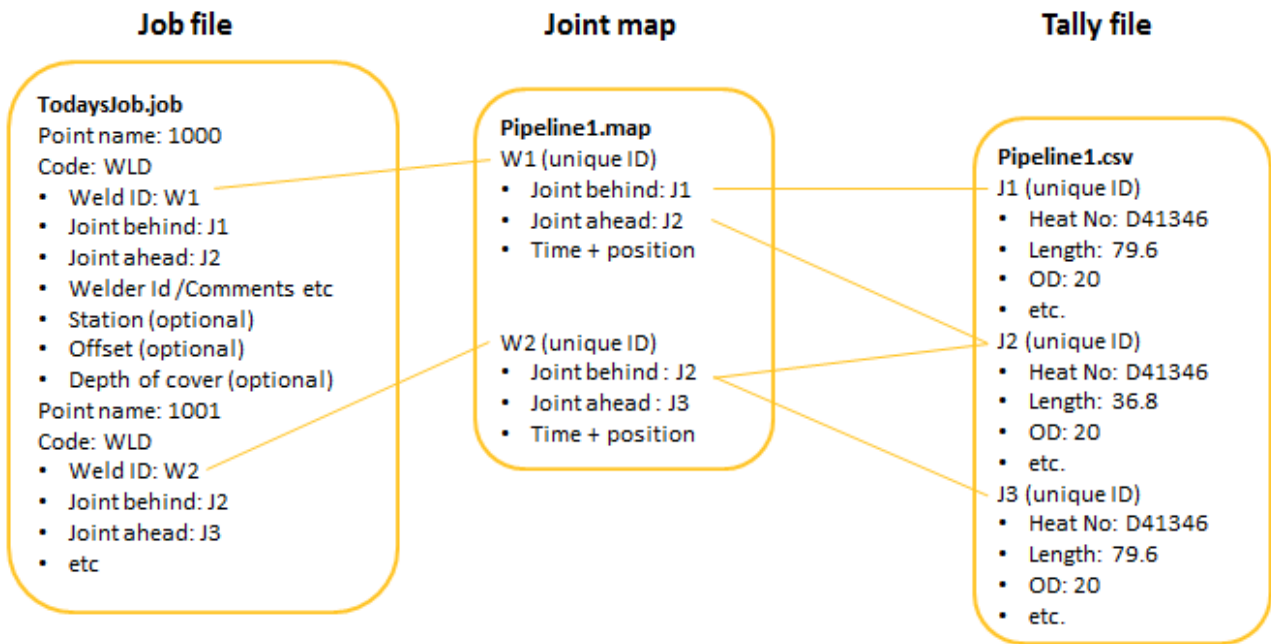 Job file
TodaysJob.job
Point name: 1000
Code: WLD
• Weld ID: W1
• Joint behind: J1
• Joint ahead: J2
• Welder Id /Comments etc
• Station (optional)
• Offset (optional)
• Depth of cover (optional)
Point name: 1001
Code: WLD
• Weld ID: W2
• Joint behind: J2
• Joint ahead: J3
• etc
Joint map
Pipeline1.map
W1 (unique ID)
• Joint behind: J1
• Joint ahead: J2
• Time + position
W2 (unique ID)
• Joint behind : J2
• Joint ahead : J3
• Time + position
Tally file
Pipeline1.csv
J1 (unique ID)
• Heat No: D41346
• Length: 79.6
• OD: 20
• etc.
J2 (unique ID)
• Heat No: D41346
• Length: 36.8
• OD: 20
• etc.
J3 (unique ID)
• Heat No: D41346
• Length: 79.6
• OD: 20
• etc.